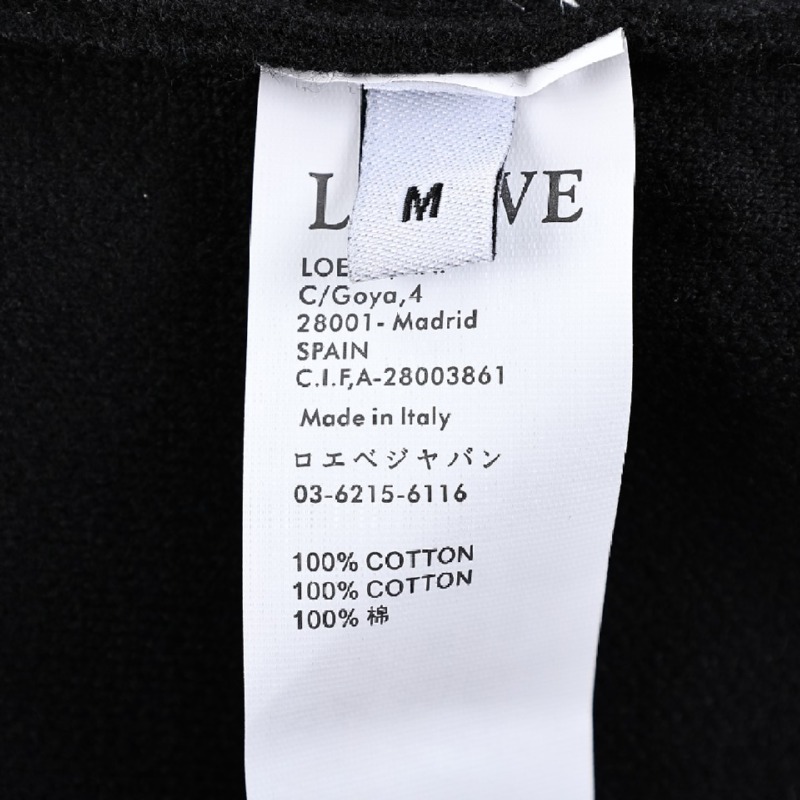 M
L VE
LOE
C/Goya,4
28001- Madrid
SPAIN
C.I.F,A-28003861
Made in Italy
ロエベジャパン
03-6215-6116
100% COTTON
100% COTTON
100% 棉